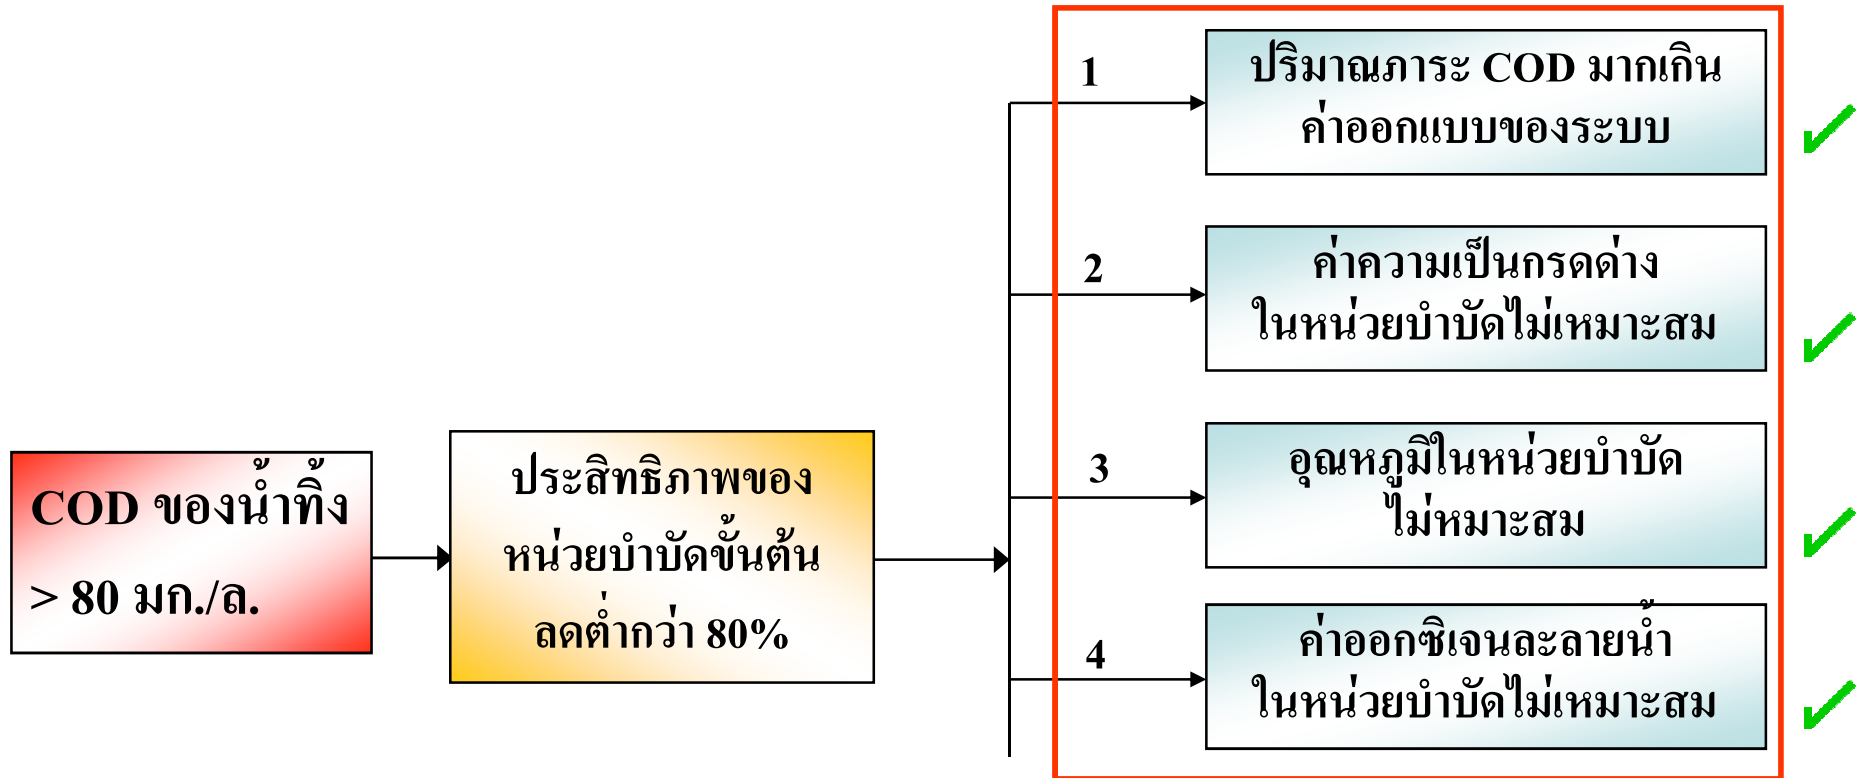 COD ของน้ำทิ้ง
> 80 มก./ล.
ประสิทธิภาพของ
หน่วยบำบัดขั้นต้น
ลดต่ำกว่า 80%
1
ปริมาณภาระ COD มากเกิน
ค่าออกแบบของระบบ
2
ค่าความเป็นกรดด่าง
ในหน่วยบำบัดไม่เหมาะสม
3
อุณหภูมิในหน่วยบำบัด
ไม่หมาะสม
4
ค่าออกซิเจนละลายน้ำ
ในหน่วยบำบัดไม่เหมาะสม